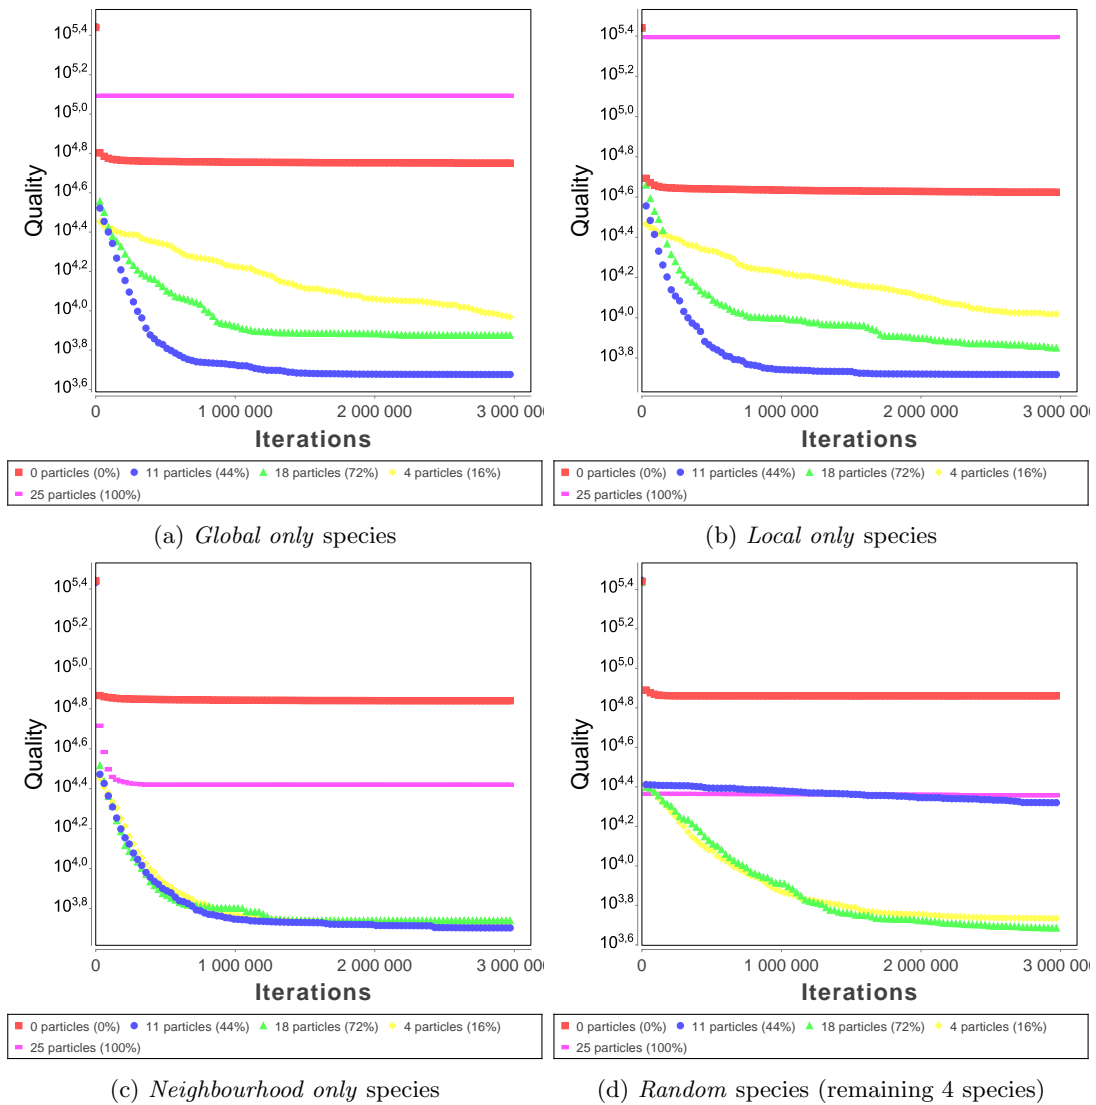 Quality
10^5,4
10^5,2
10^5,0
10^4,8
10^4,6
10^4,4
10^4,2
10^4,0
10^3,8
10^3,6
0 1 000 000 2 000 000 3 000
Iterations
0 particles (0%) 11 particles (44%) 18 particles (72%) 4 particles (16%)
25 particles (100%)
(a) Global only species
Quality
10^5,4
10^5,2
10^5,0
10^4,8
10^4,6
10^4,4
10^4,2
10^4,0
10^3,8
0 1 000 000 2 000 000 3 000
Iterations
0 particles (0%) 11 particles (44%) 18 particles (72%) 4 particles (16%)
25 particles (100%)
(b) Local only species
Quality
10^5,4
10^5,2
10^5,0
10^4,8
10^4,6
10^4,4
10^4,2
10^4,0
10^3,8
0 1 000 000 2 000 000 3 000
Iterations
0 particles (0%) 11 particles (44%) 18 particles (72%) 4 particles (16%)
25 particles (100%)
(c) Neighbourhood only species
Quality
10^5,4
10^5,2
10^5,0
10^4,8
10^4,6
10^4,4
10^4,2
10^4,0
10^3,8
10^3,6
0 1 000 000 2 000 000 3 000
Iterations
0 particles (0%) 11 particles (44%) 18 particles (72%) 4 particles (16%)
25 particles (100%)
(d) Random species (remaining 4 species)